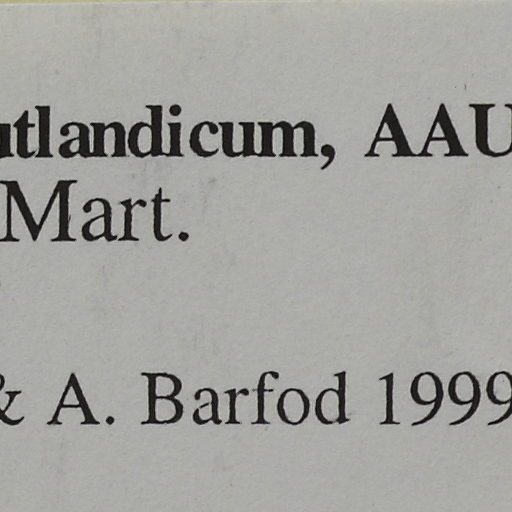 utlandicum, AAU
Mart.
& A. Barfod 1999